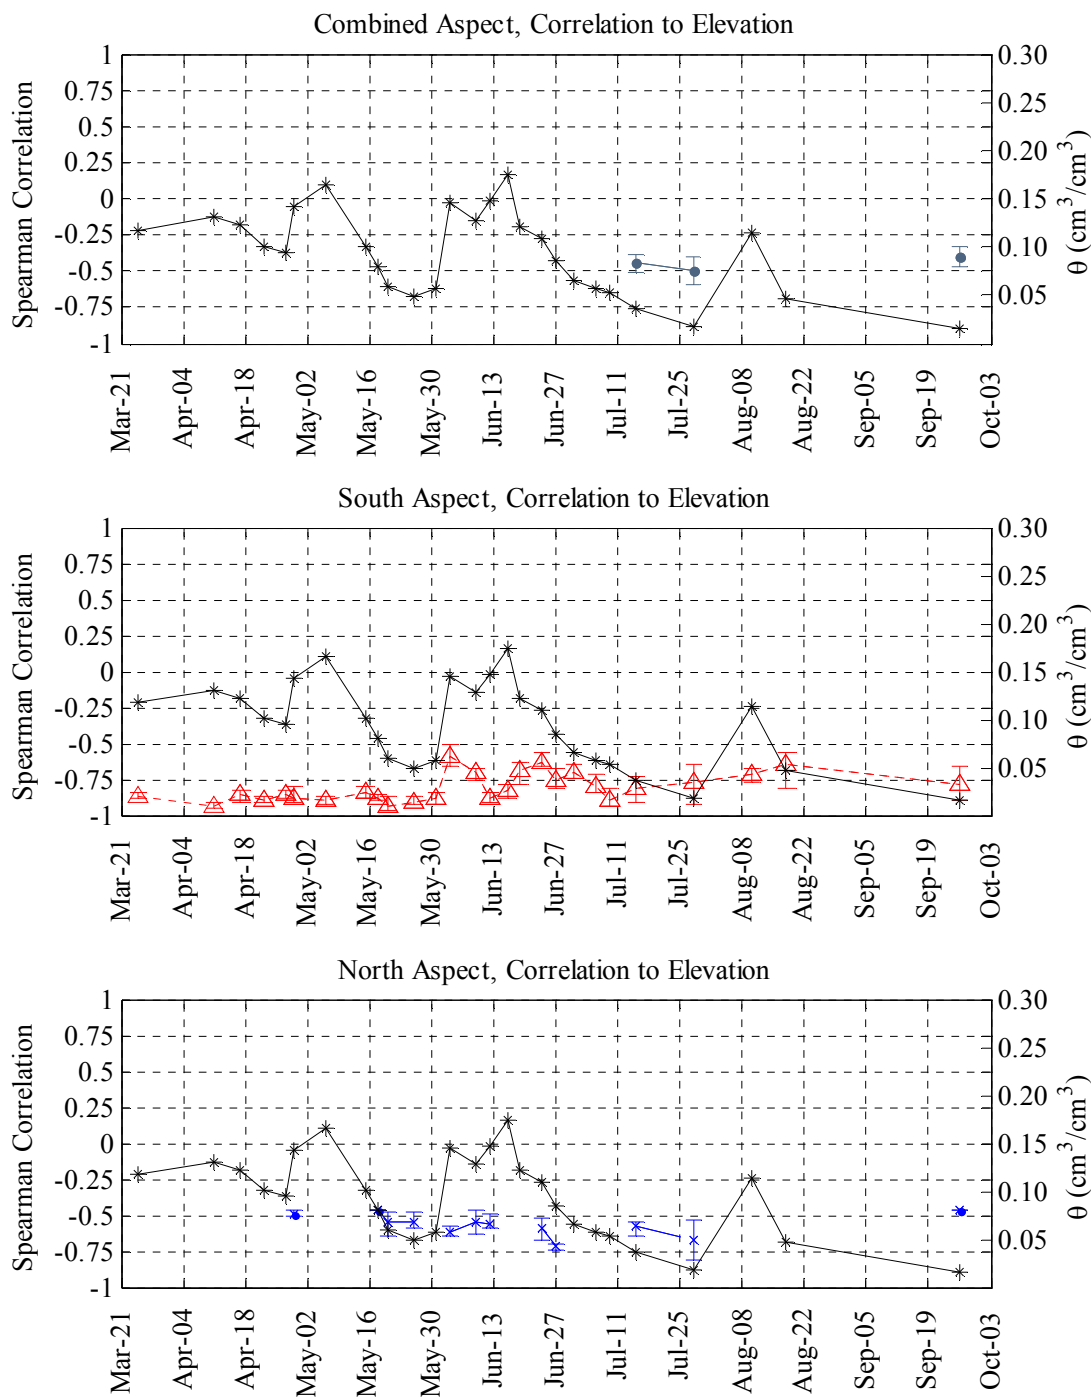 Combined Aspect, Correlation to Elevation
Spearman Correlation
1
0.75
0.5
0.25
0
-0.25
-0.5
-0.75
-1
0.30
0.20
0.10
0.05
θ (cm³/cm³)
Mar-21
Apr-04
Apr-18
May-02
May-16
May-30
Jun-13
Jun-27
Jul-11
Jul-25
Aug-08
Aug-22
Sep-05
Sep-19
Oct-03
South Aspect, Correlation to Elevation
Spearman Correlation
1
0.75
0.5
0.25
0
-0.25
-0.5
-0.75
-1
0.30
0.20
0.15
0.10
0.05
θ (cm³/cm³)
Mar-21
Apr-04
Apr-18
May-02
May-16
May-30
Jun-13
Jun-27
Jul-11
Jul-25
Aug-08
Aug-22
Sep-05
Sep-19
Oct-03
North Aspect, Correlation to Elevation
Spearman Correlation
1
0.75
0.5
0.25
0
-0.25
-0.5
-0.75
-1
0.30
0.20
0.15
0.10
0.05
θ (cm³/cm³)
Mar-21
Apr-04
Apr-18
May-02
May-16
May-30
Jun-13
Jun-27
Jul-11
Jul-25
Aug-08
Aug-22
Sep-05
Sep-19
Oct-03